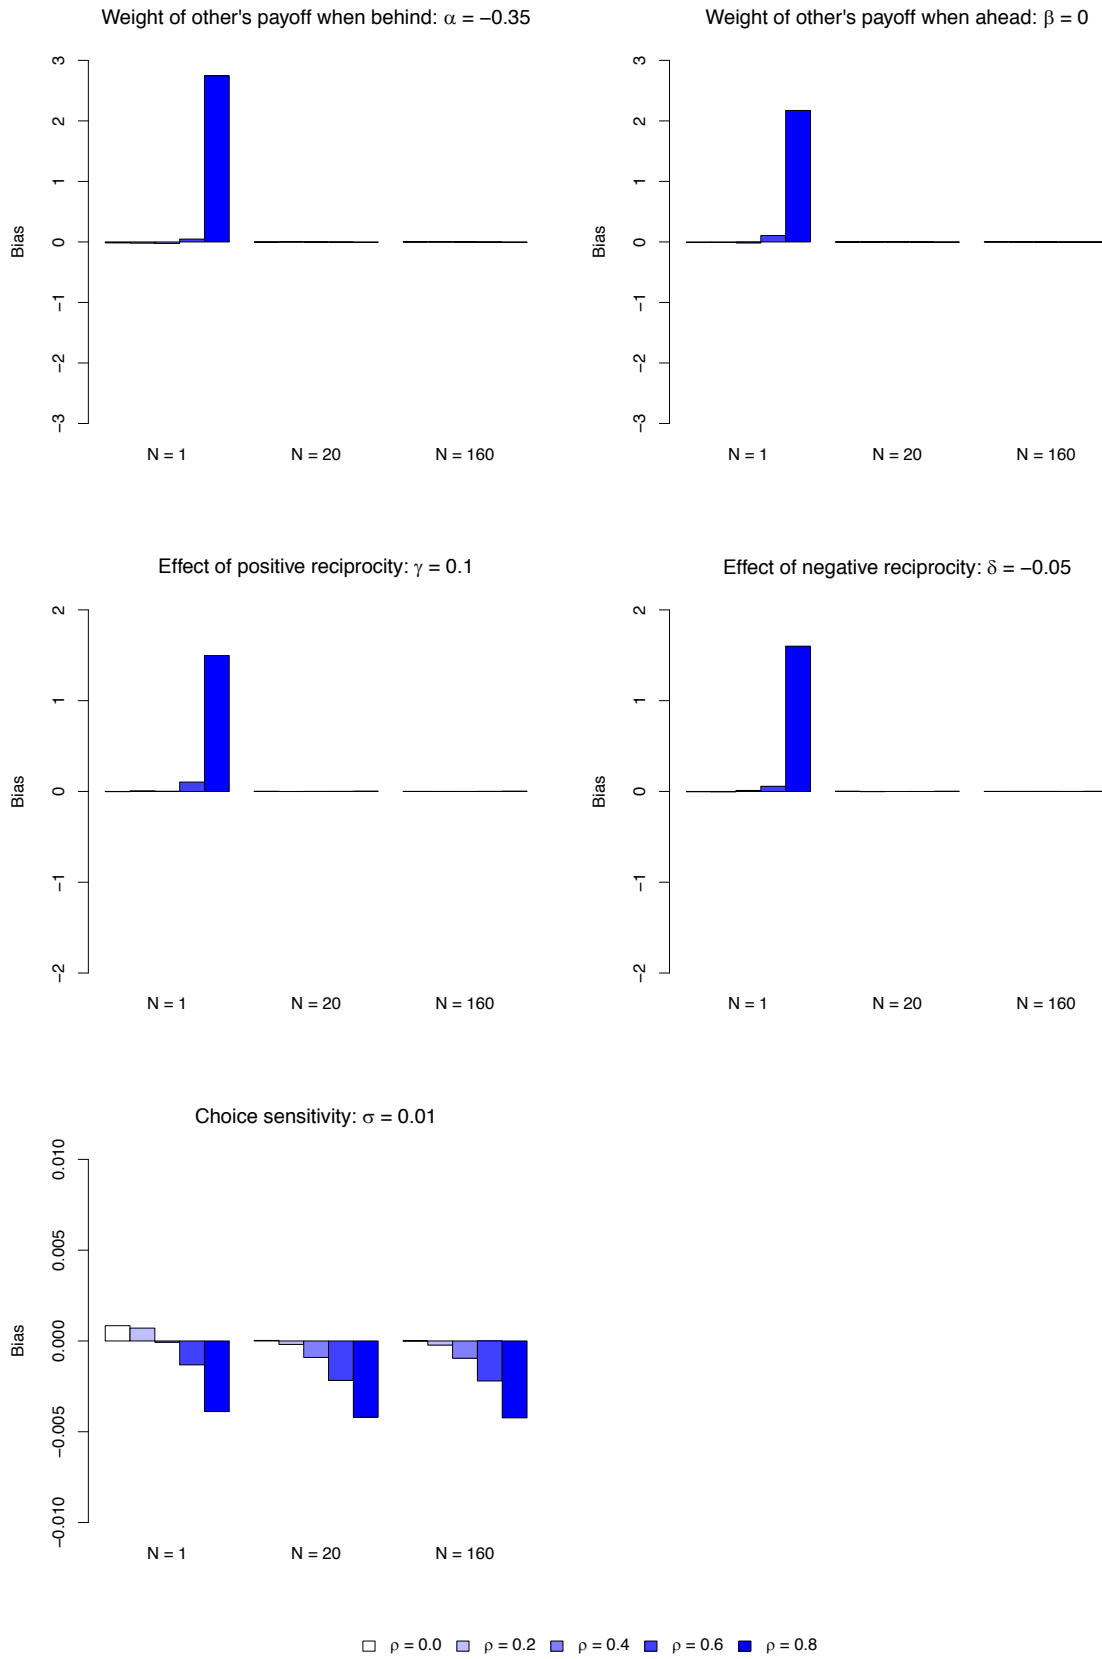 Weight of other's payoff when behind: α = −0.35
Weight of other's payoff when ahead: β = 0
3
2
1
0
−1
−2
−3
Bias
N = 1
N = 20
N = 160
3
2
1
0
−1
−2
−3
Bias
N = 1
N = 20
N = 160
Effect of positive reciprocity: γ = 0.1
Effect of negative reciprocity: δ = −0.05
2
1
0
−1
−2
Bias
N = 1
N = 20
N = 160
2
1
0
−1
−2
Bias
N = 1
N = 20
N = 160
Choice sensitivity: σ = 0.01
0.010
0.005
0.000
−0.005
−0.010
Bias
N = 1
N = 20
N = 160
ρ = 0.0 ρ = 0.2 ρ = 0.4 ρ = 0.6 ρ = 0.8